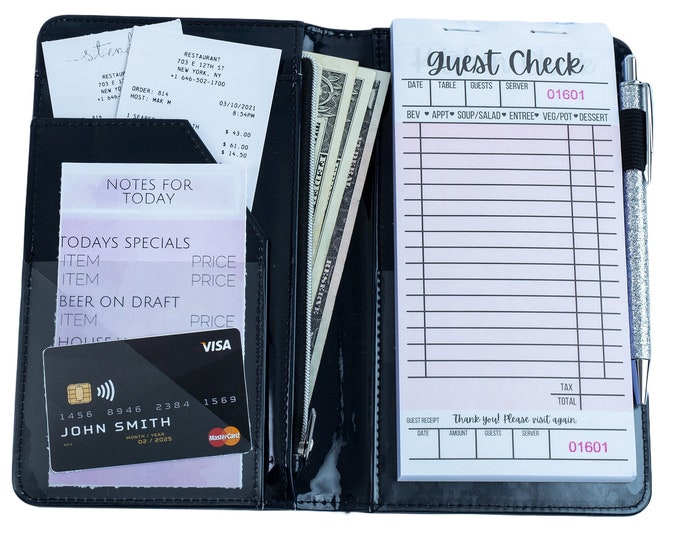 stend
RESTAURANT
703 E 12TH ST
NEW YORK, NY
+1 646-502-1700
ORDER: 814
HOST: MAK M
03/10/2021
8:54PM
$ 43.00
$ 61.00
$ 14.50
NOTES FOR
TODAY
TODAYS SPECIALS
ITEM PRICE
ITEM PRICE
BEER ON DRAFT
ITEM PRICE
VISA
1456 8946 2384 1569
JOHN SMITH
MONTH / YEAR
02 / 2025
MasterCard
Guest Check
DATE TABLE GUESTS SERVER
01601
BEV ♥ APPT ♥ SOUP/SALAD ♥ ENTREE ♥ VEG/POT ♥ DESSERT
TAX
TOTAL
GUEST RECEIPT Thank you! Please visit again
DATE AMOUNT GUESTS SERVER
01601